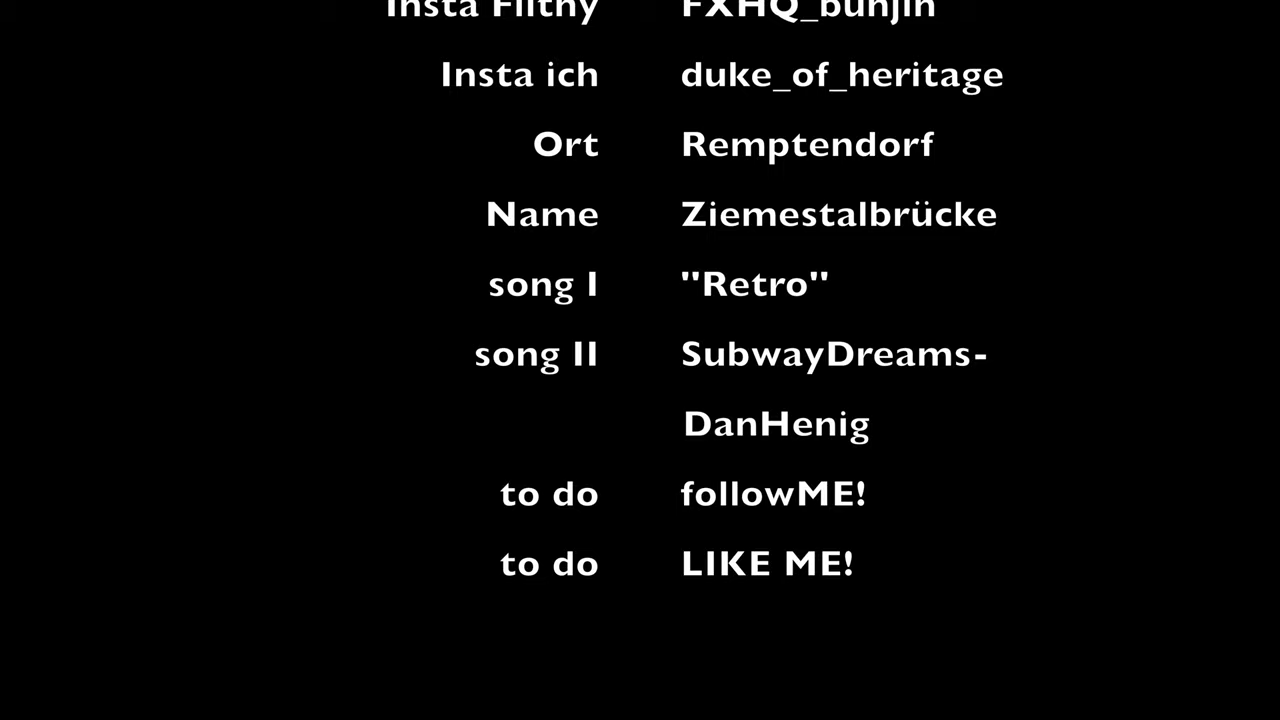 Insta Filthy FXHQ_bunjin
Insta ich duke_of_heritage
Ort Remptendorf
Name Ziemestalbrücke
song I "Retro"
song II SubwayDreams-
DanHenig
to do followME!
to do LIKE ME!